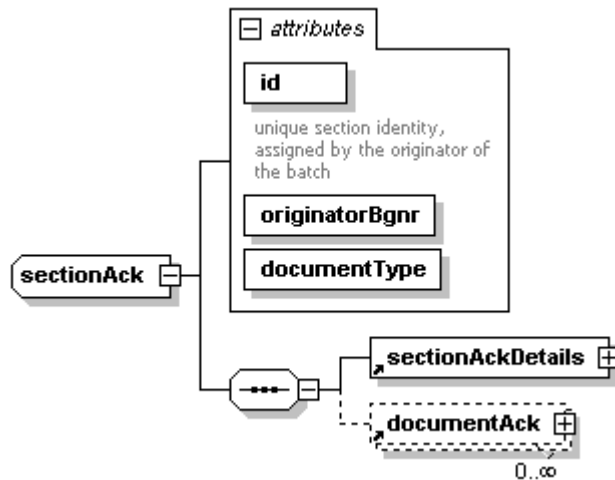 attributes
id
unique section identity,
assigned by the originator of
the batch
originatorBgnr
documentType
sectionAck
sectionAckDetails
documentAck
0..∞